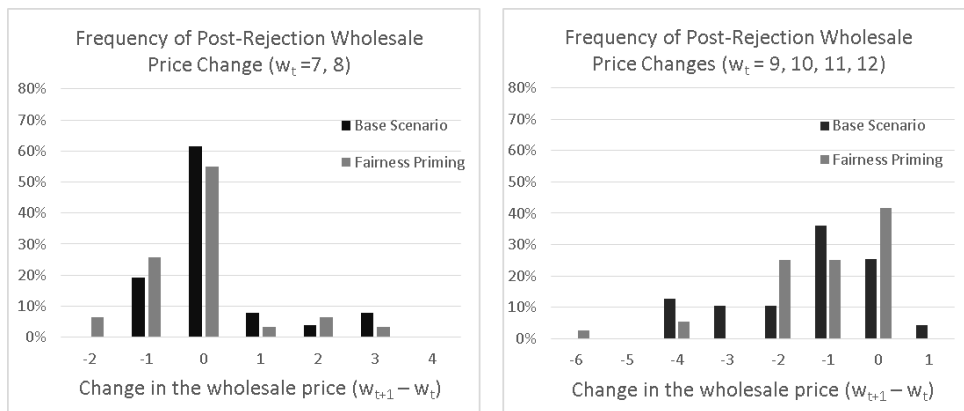 Frequency of Post-Rejection Wholesale
Price Change (wₜ =7, 8)
80%
70%
60%
50%
40%
30%
20%
10%
0%
Base Scenario
Fairness Priming
-2 -1 0 1 2 3 4
Change in the wholesale price (wₜ₊₁ – wₜ)
Frequency of Post-Rejection Wholesale
Price Changes (wₜ = 9, 10, 11, 12)
80%
70%
60%
50%
40%
30%
20%
10%
0%
Base Scenario
Fairness Priming
-6 -5 -4 -3 -2 -1 0 1
Change in the wholesale price (wₜ₊₁ – wₜ)